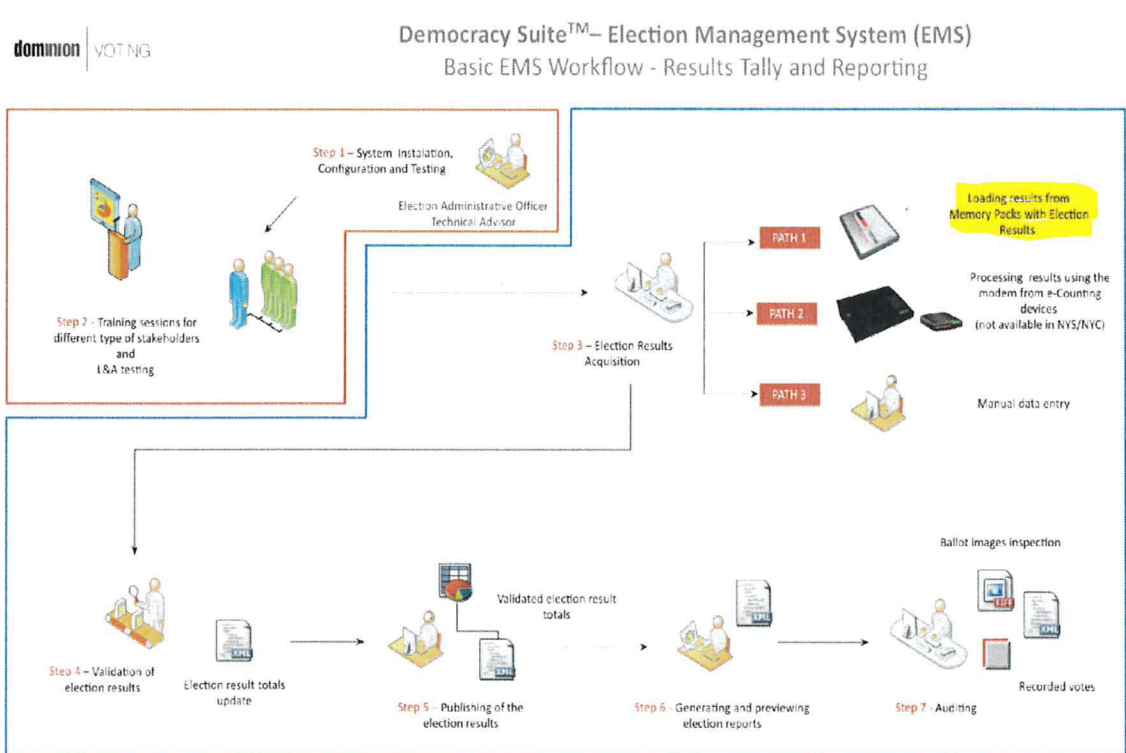 dominion VOTING
Democracy Suite™– Election Management System (EMS)
Basic EMS Workflow - Results Tally and Reporting
Step 1 – System Instalation,
Configuration and Testing
Election Administrative Officer
Technical Advisor
Step 2 - Training sessions for
different type of stakeholders
and
L&A testing
Step 3 – Election Results
Acquisition
PATH 1
Loading results from
Memory Packs with Election
Results
PATH 2
Processing results using the
modem from e-Counting
devices
(not available in NYS/NYC)
PATH 3
Manual data entry
Step 4 – Validation of
election results
XML
Election result totals
update
Validated election result
totals
XML
Step 5 - Publishing of the
election results
XML
Step 6 - Generating and previewing
election reports
Ballot images inspection
TIFF
XML
Recorded votes
Step 7 - Auditing